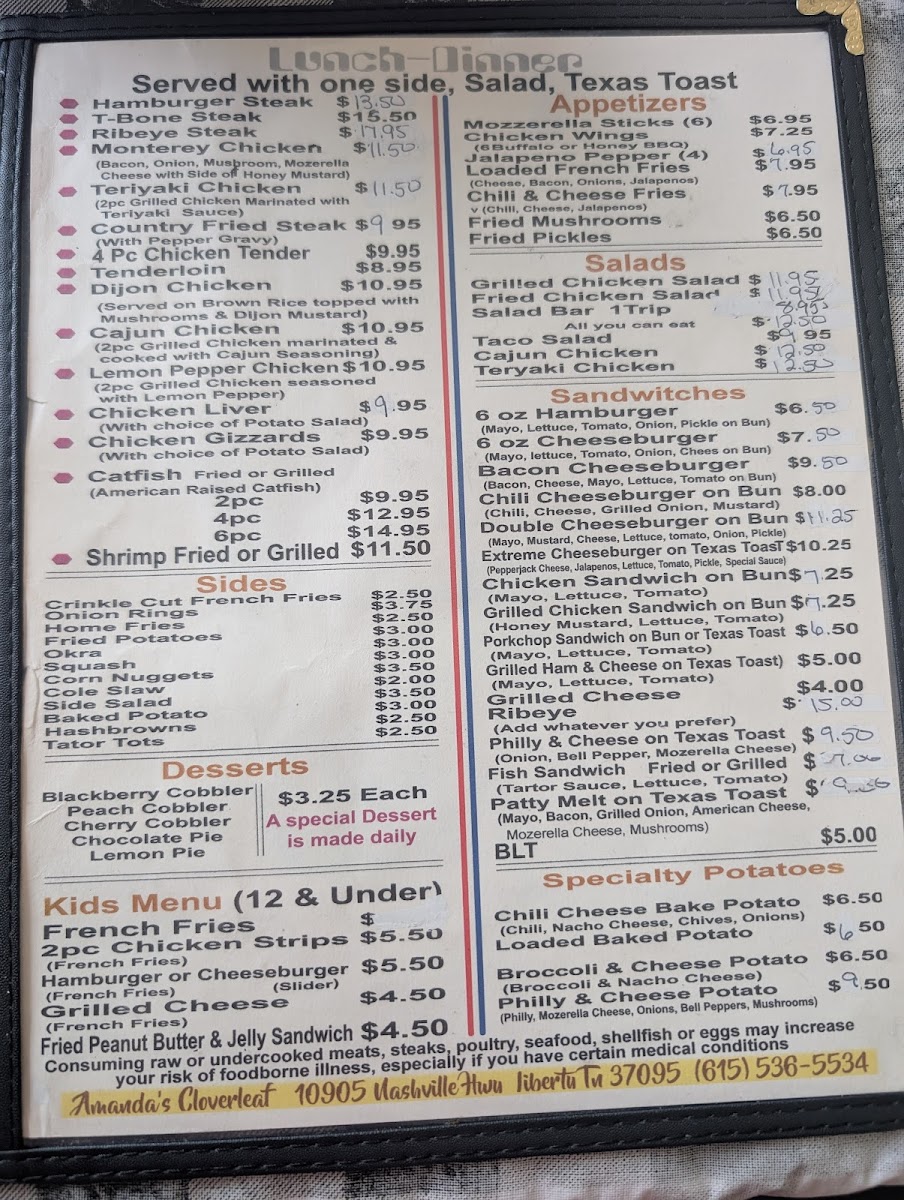 Lunch-Dinner
Served with one side, Salad, Texas Toast
Hamburger Steak $13.50
T-Bone Steak $15.50
Ribeye Steak $17.95
Monterey Chicken $11.50
(Bacon, Onion, Mushroom, Mozerella
Cheese with Side off Honey Mustard)
Teriyaki Chicken $11.50
(2pc Grilled Chicken Marinated with
Teriyaki Sauce)
Country Fried Steak $9 95
(With Pepper Gravy)
4 Pc Chicken Tender $9.95
Tenderloin $8.95
Dijon Chicken $10.95
(Served on Brown Rice topped with
Mushrooms & Dijon Mustard)
Cajun Chicken $10.95
(2pc Grilled Chicken marinated &
cooked with Cajun Seasoning)
Lemon Pepper Chicken $10.95
(2pc Grilled Chicken seasoned
with Lemon Pepper)
Chicken Liver $9.95
(With choice of Potato Salad)
Chicken Gizzards $9.95
(With choice of Potato Salad)
Catfish Fried or Grilled
(American Raised Catfish)
2pc $9.95
4pc $12.95
6pc $14.95
Shrimp Fried or Grilled $11.50
Sides
Crinkle Cut French Fries $2.50
Onion Rings $3.75
Home Fries $2.50
Fried Potatoes $3.00
Okra $3.00
Squash $3.00
Corn Nuggets $3.50
Cole Slaw $2.00
Side Salad $3.50
Baked Potato $3.00
Hashbrowns $2.50
Tator Tots $2.50
Desserts
Blackberry Cobbler
Peach Cobbler
Cherry Cobbler
Chocolate Pie
Lemon Pie
$3.25 Each
A special Dessert
is made daily
Kids Menu (12 & Under)
French Fries $
2pc Chicken Strips $5.50
(French Fries)
Hamburger or Cheeseburger $5.50
(French Fries) (Slider)
Grilled Cheese $4.50
(French Fries)
Fried Peanut Butter & Jelly Sandwich $4.50
Appetizers
Mozzerella Sticks (6) $6.95
Chicken Wings $7.25
(6Buffalo or Honey BBQ)
Jalapeno Pepper (4) $6.95
Loaded French Fries $7.95
(Cheese, Bacon, Onions, Jalapenos)
Chili & Cheese Fries $7.95
v (Chili, Cheese, Jalapenos)
Fried Mushrooms $6.50
Fried Pickles $6.50
Salads
Grilled Chicken Salad $11.95
Fried Chicken Salad $11.95
Salad Bar 1Trip 8.95
All you can eat $12.50
Taco Salad $9.95
Cajun Chicken $12.50
Teryaki Chicken $12.50
Sandwitches
6 oz Hamburger $6.50
(Mayo, Lettuce, Tomato, Onion, Pickle on Bun)
6 oz Cheeseburger $7.50
(Mayo, lettuce, Tomato, Onion, Chees on Bun)
Bacon Cheeseburger $9.50
(Bacon, Cheese, Mayo, Lettuce, Tomato on Bun)
Chili Cheeseburger on Bun $8.00
(Chili, Cheese, Grilled Onion, Mustard)
Double Cheeseburger on Bun $11.25
(Mayo, Mustard, Cheese, Lettuce, tomato, Onion, Pickle)
Extreme Cheeseburger on Texas Toast $10.25
(Pepperjack Cheese, Jalapenos, Lettuce, Tomato, Pickle, Special Sauce)
Chicken Sandwich on Bun $7.25
(Mayo, Lettuce, Tomato)
Grilled Chicken Sandwich on Bun $7.25
(Honey Mustard, Lettuce, Tomato)
Porkchop Sandwich on Bun or Texas Toast $6.50
(Mayo, Lettuce, Tomato)
Grilled Ham & Cheese on Texas Toast) $5.00
(Mayo, Lettuce, Tomato)
Grilled Cheese $4.00
Ribeye $15.00
(Add whatever you prefer)
Philly & Cheese on Texas Toast $9.50
(Onion, Bell Pepper, Mozerella Cheese)
Fish Sandwich Fried or Grilled $7.00
(Tartor Sauce, Lettuce, Tomato)
Patty Melt on Texas Toast $
(Mayo, Bacon, Grilled Onion, American Cheese,
Mozerella Cheese, Mushrooms)
BLT $5.00
Specialty Potatoes
Chili Cheese Bake Potato $6.50
(Chili, Nacho Cheese, Chives, Onions)
Loaded Baked Potato $6 50
Broccoli & Cheese Potato $6.50
(Broccoli & Nacho Cheese)
Philly & Cheese Potato $9.50
(Philly, Mozerella Cheese, Onions, Bell Peppers, Mushrooms)
Consuming raw or undercooked meats, steaks, poultry, seafood, shellfish or eggs may increase
your risk of foodborne illness, especially if you have certain medical conditions
Amanda's Cloverleaf 10905 Nashville Hwy liberty Tn 37095 (615) 536-5534